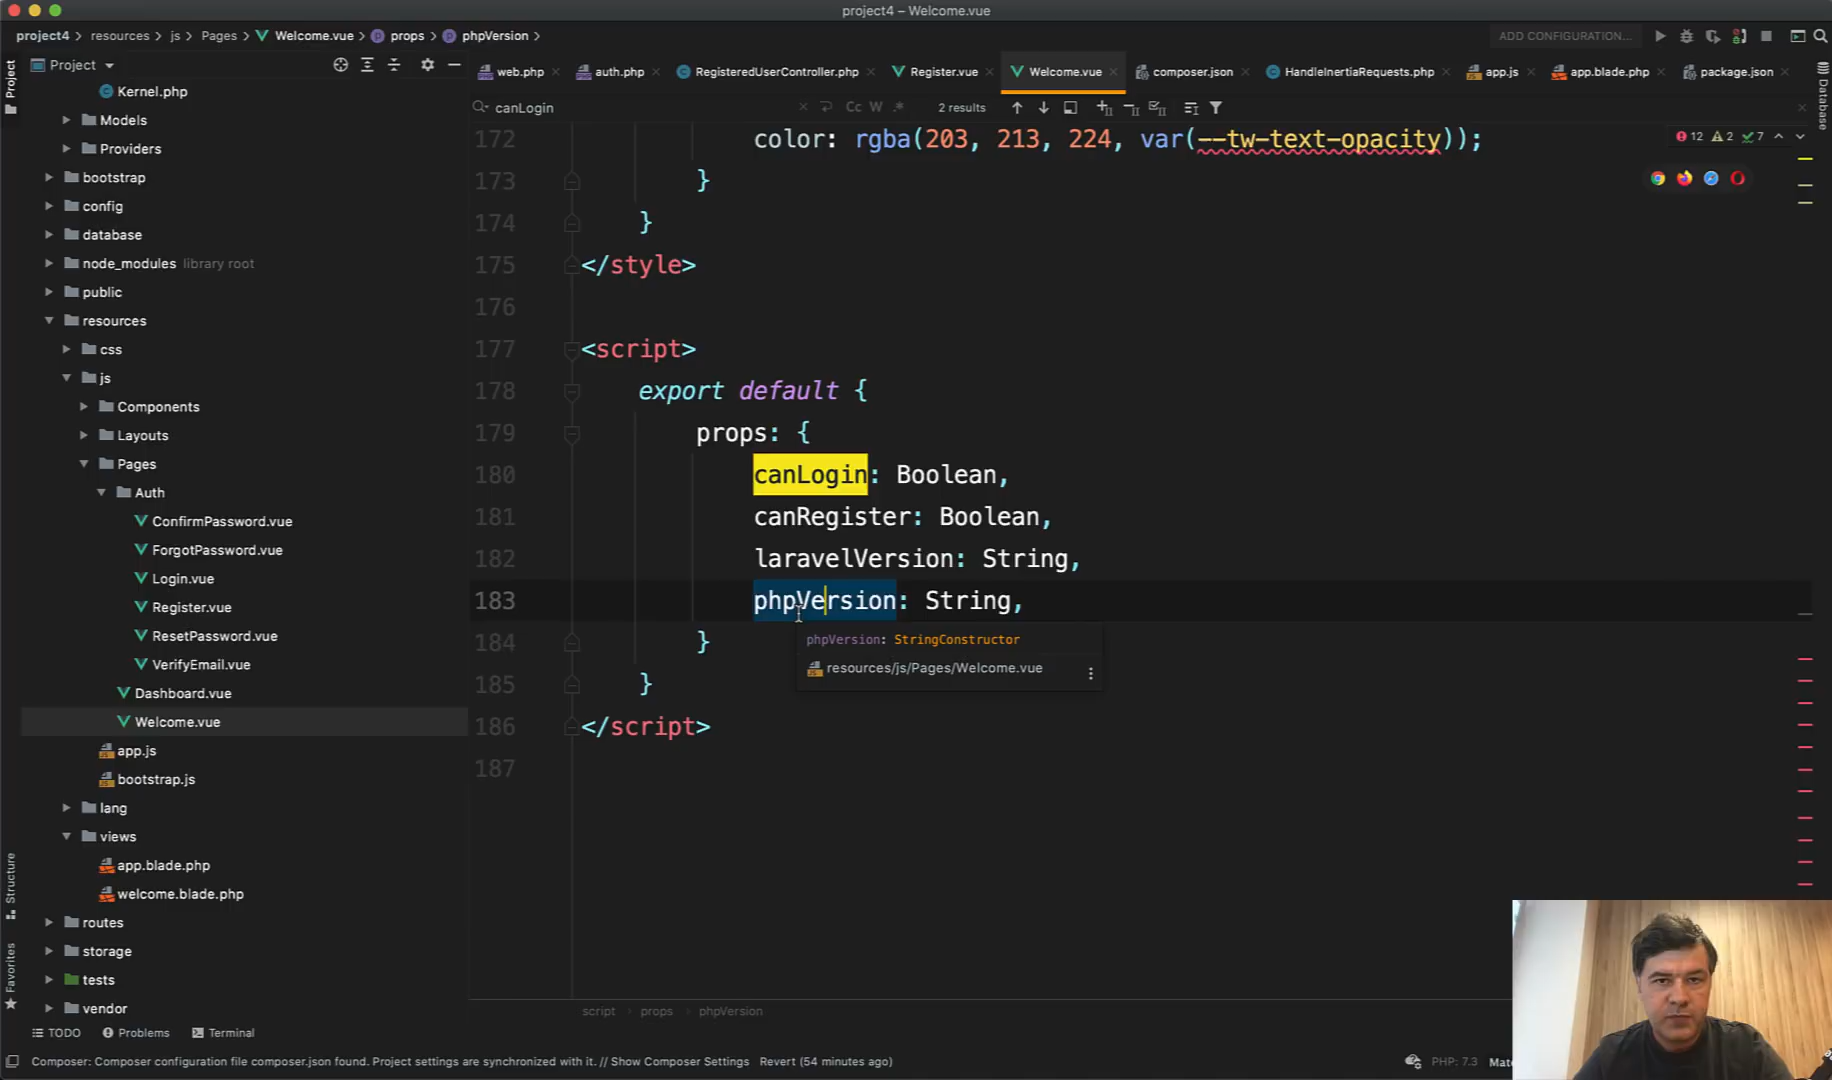 project4 – Welcome.vue
project4 resources js Pages Welcome.vue props phpVersion
ADD CONFIGURATION...
Project
Project
web.php auth.php RegisteredUserController.php Register.vue Welcome.vue composer.json HandleInertiaRequests.php app.js app.blade.php package.json
Database
canLogin
Cc W .* 2 results
12 2 7
Kernel.php
Models
Providers
bootstrap
config
database
node_modules library root
public
resources
css
js
Components
Layouts
Pages
Auth
ConfirmPassword.vue
ForgotPassword.vue
Login.vue
Register.vue
ResetPassword.vue
VerifyEmail.vue
Dashboard.vue
Welcome.vue
app.js
bootstrap.js
lang
views
app.blade.php
welcome.blade.php
routes
storage
tests
vendor
Structure
Favorites
172 color: rgba(203, 213, 224, var(--tw-text-opacity));
173 }
174 }
175 </style>
176
177 <script>
178 export default {
179 props: {
180 canLogin: Boolean,
181 canRegister: Boolean,
182 laravelVersion: String,
183 phpVersion: String,
184 }
185 }
186 </script>
187
phpVersion: StringConstructor
resources/js/Pages/Welcome.vue
script props phpVersion
TODO Problems Terminal
Composer: Composer configuration file composer.json found. Project settings are synchronized with it. // Show Composer Settings Revert (54 minutes ago)
PHP: 7.3